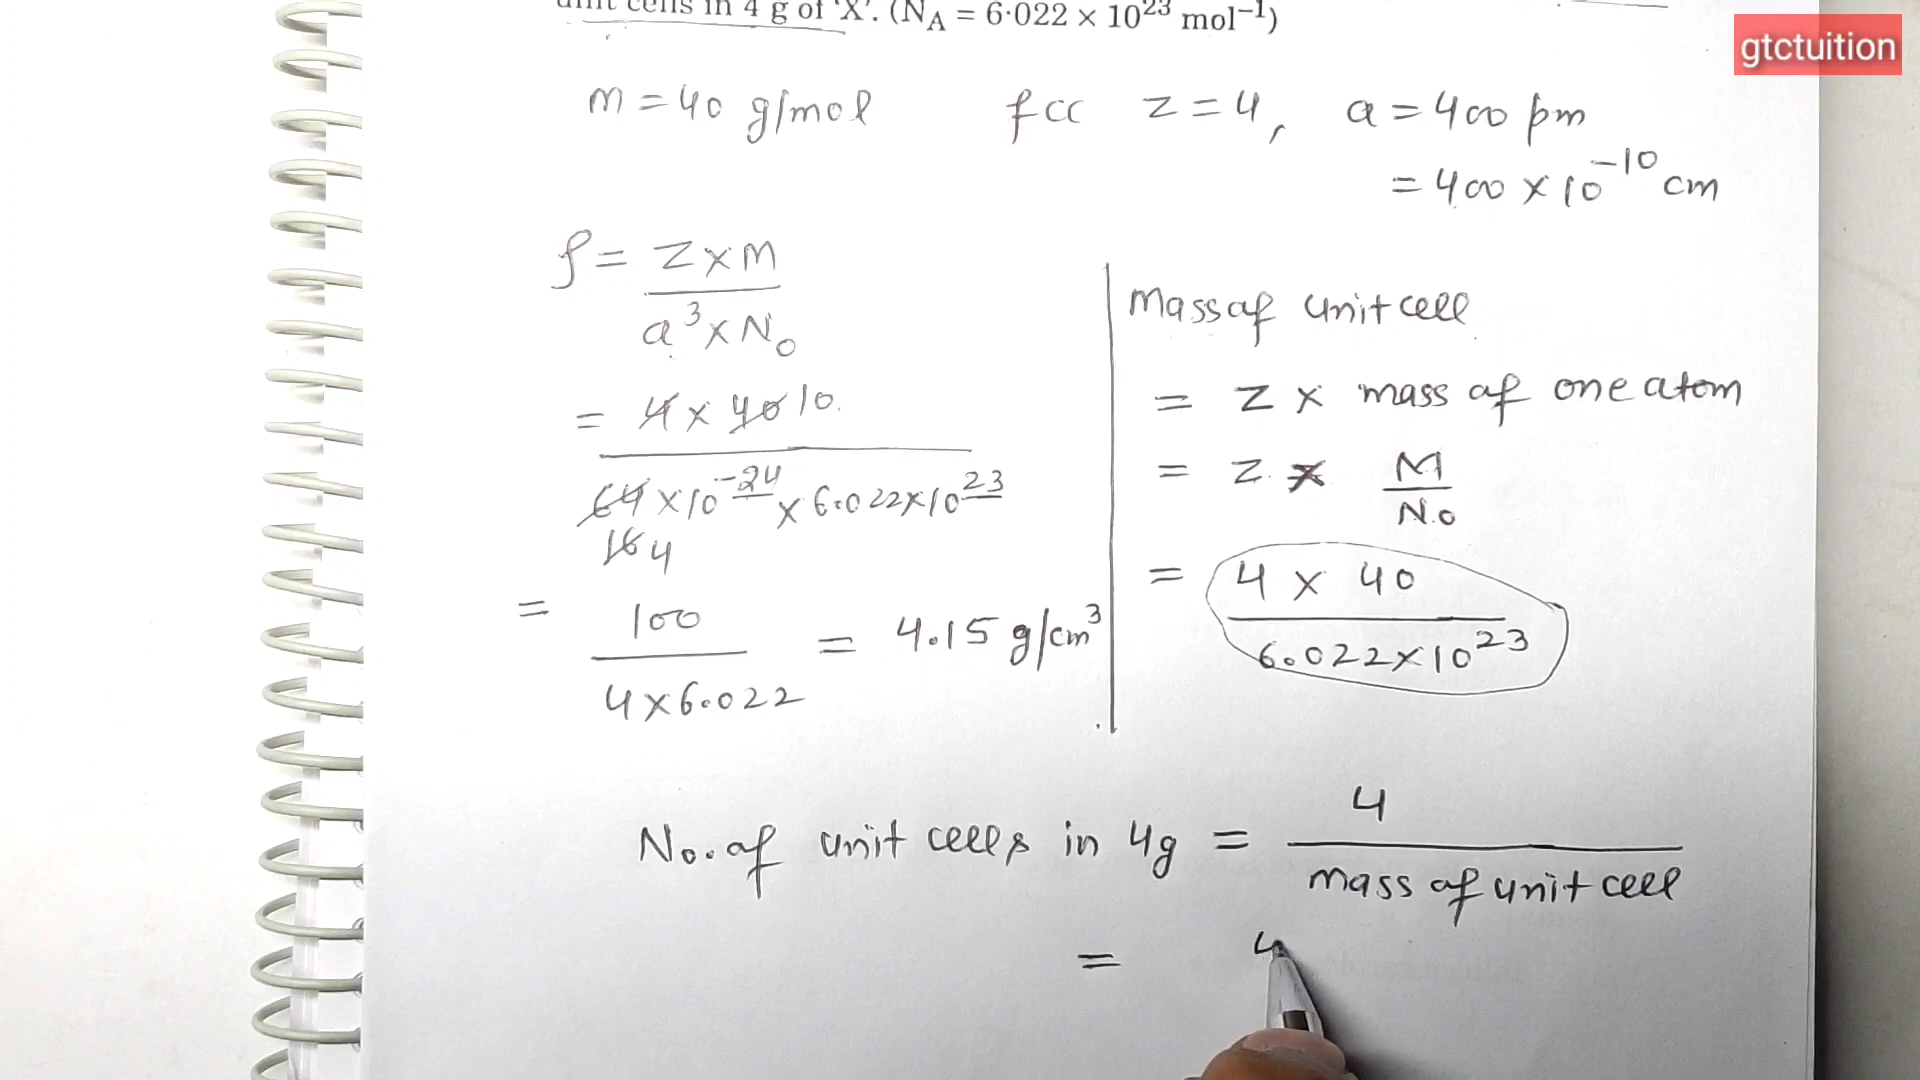 unit cells in 4 g of 'X'. (N_A = 6·022 × 10^23 mol^-1)
gtctuition
m = 40 g/mol fcc z = 4, a = 400 pm
= 400 × 10^-10 cm
ρ = Z × M / a^3 × N_0
= 4 × 40 10 / 64 × 10^-24 × 6.022 × 10^23
16 4
= 100 / 4 × 6.022 = 4.15 g/cm^3
Mass of unit cell
= Z × mass of one atom
= Z × M / N_0
= 4 × 40 / 6.022 × 10^23
No. of unit cells in 4g = 4 / mass of unit cell
= 4